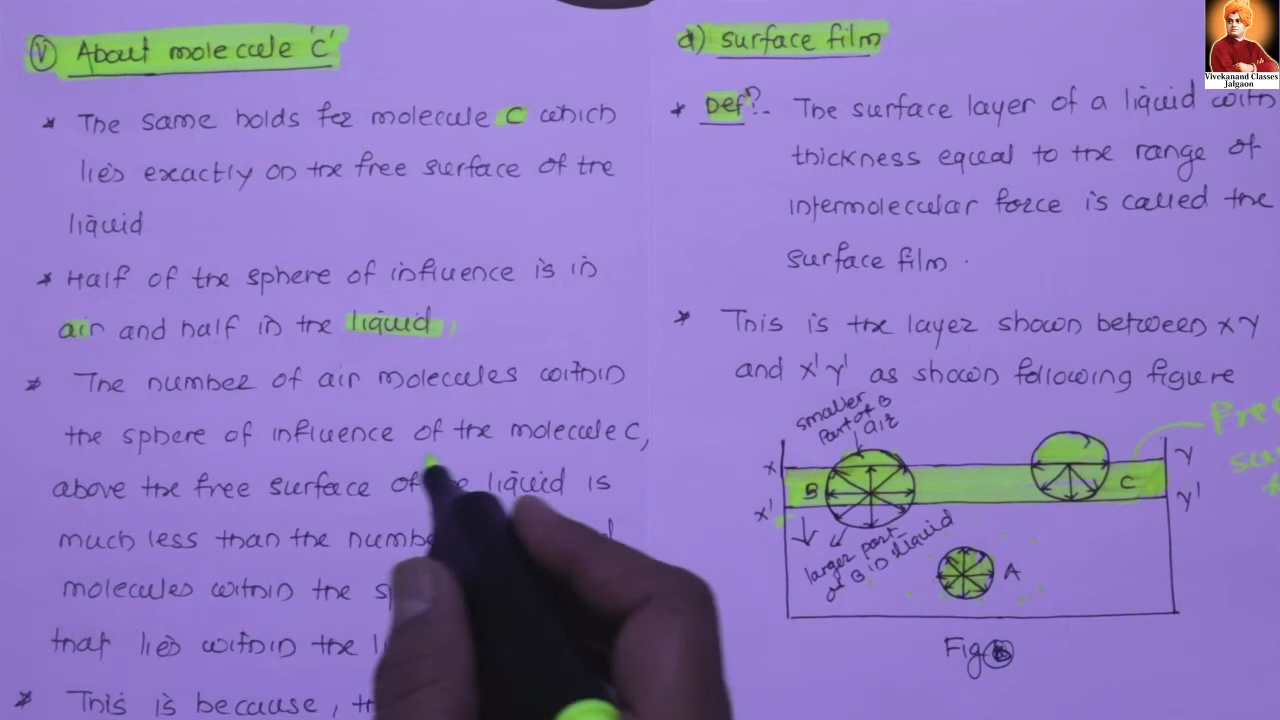 V About molecule 'C'
* The same holds for molecule C which
lies exactly on the free surface of the
liquid
* Half of the sphere of influence is in
air and half in the liquid,
* The number of air molecules within
the sphere of influence of the molecule C,
above the free surface of the liquid is
much less than the
molecules within the
that lies within the
* This is because,
d) surface film
* Defn:- The surface layer of a liquid with
thickness equal to the range of
intermolecular force is called the
surface film.
* This is the layer shown between XY
and X'Y' as shown following figure
smaller
part of B
air
X
X'
B
C
Y
Y'
larger part
of B in liquid
A
Fig
Vivekanand Classes
Jalgaon